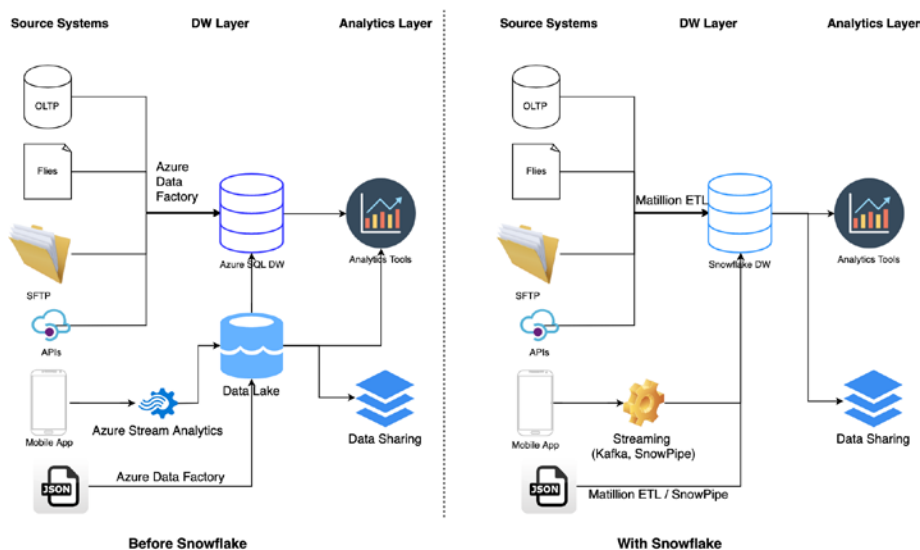 Source Systems
DW Layer
Analytics Layer
OLTP
Flies
Azure
Data
Factory
SFTP
Azure SQL DW
Analytics Tools
APIs
Data Lake
Mobile App
Azure Stream Analytics
Data Sharing
JSON
Azure Data Factory
Before Snowflake
Source Systems
DW Layer
Analytics Layer
OLTP
Flies
Matillion ETL
SFTP
Snowflake DW
Analytics Tools
APIs
Mobile App
Streaming
(Kafka, SnowPipe)
Data Sharing
JSON
Matillion ETL / SnowPipe
With Snowflake